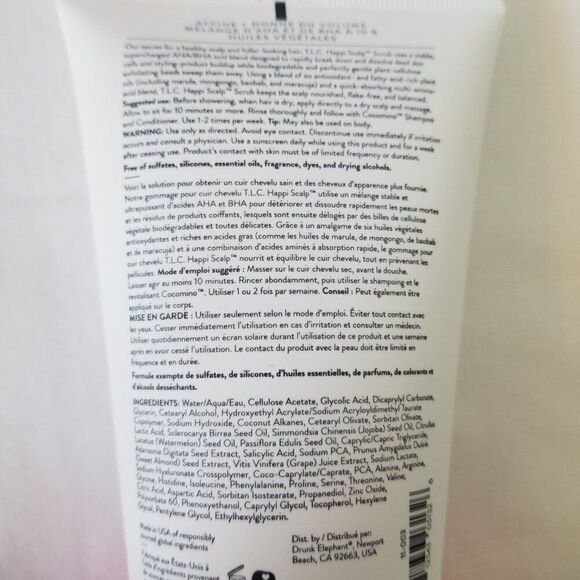 AFFINE + DONNE DU VOLUME
MÉLANGE D'AHA ET DE BHA À 10 %
HUILES VÉGÉTALES
Our secret for a healthy scalp and fuller-looking hair, T.L.C. Happi Scalp™ Scrub uses a stable,
supercharged AHA/BHA acid blend designed to rapidly break down and dissolve dead skin
cells and styling-product buildup while biodegradable and perfectly gentle plant-cellulose
exfoliating beads sweep them away. Using a blend of six antioxidant- and fatty acid-rich plant
oils (including marula, mongongo, baobab, and maracuja) and a quick-absorbing multi-amino-
acid blend, T.L.C. Happi Scalp™ Scrub keeps the scalp nourished, flake-free, and balanced.
Suggested use: Before showering, when hair is dry, apply directly to a dry scalp and massage.
Allow to sit for 10 minutes or more. Rinse thoroughly and follow with Cocomino™ Shampoo
and Conditioner. Use 1-2 times per week. Tip: May also be used on body.
WARNING: Use only as directed. Avoid eye contact. Discontinue use immediately if irritation
occurs and consult a physician. Use a sunscreen daily while using this product and for a week
after ceasing use. Product's contact with skin must be of limited frequency or duration.
Free of sulfates, silicones, essential oils, fragrance, dyes, and drying alcohols.
Voici la solution pour obtenir un cuir chevelu sain et des cheveux d'apparence plus fournie.
Notre gommage pour cuir chevelu T.L.C. Happi Scalp™ utilise un mélange stable et
ultrapuissant d'acides AHA et BHA pour détériorer et dissoudre rapidement les peaux mortes
et les résidus de produits coiffants, lesquels sont ensuite délogés par des billes de cellulose
végétale biodégradables et toutes délicates. Grâce à un amalgame de six huiles végétales
antioxydantes et riches en acides gras (comme les huiles de marula, de mongongo, de baobab
et de maracuja) et à une combinaison d'acides aminés à absorption rapide, le gommage pour
cuir chevelu T.L.C. Happi Scalp™ nourrit et équilibre le cuir chevelu, tout en prévenant les
pellicules. Mode d'emploi suggéré : Masser sur le cuir chevelu sec, avant la douche.
Laisser agir au moins 10 minutes. Rincer abondamment, puis utiliser le shampoing et le
revitalisant Cocomino™. Utiliser 1 ou 2 fois par semaine. Conseil : Peut également être
appliqué sur le corps.
MISE EN GARDE : Utiliser seulement selon le mode d'emploi. Éviter tout contact avec
les yeux. Cesser immédiatement l'utilisation en cas d'irritation et consulter un médecin.
Utiliser quotidiennement un écran solaire durant l'utilisation de ce produit et une semaine
après en avoir cessé l'utilisation. Le contact du produit avec la peau doit être limité en
fréquence et en durée.
Formule exempte de sulfates, de silicones, d'huiles essentielles, de parfums, de colorants et
d'alcools desséchants.
INGREDIENTS: Water/Aqua/Eau, Cellulose Acetate, Glycolic Acid, Dicaprylyl Carbonate,
Glycerin, Cetearyl Alcohol, Hydroxyethyl Acrylate/Sodium Acryloyldimethyl Taurate
Copolymer, Sodium Hydroxide, Coconut Alkanes, Cetearyl Olivate, Sorbitan Olivate,
Lactic Acid, Sclerocarya Birrea Seed Oil, Simmondsia Chinensis (Jojoba) Seed Oil, Citrullus
Lanatus (Watermelon) Seed Oil, Passiflora Edulis Seed Oil, Caprylic/Capric Triglyceride,
Adansonia Digitata Seed Extract, Salicylic Acid, Sodium PCA, Prunus Amygdalus Dulcis
(Sweet Almond) Seed Extract, Vitis Vinifera (Grape) Juice Extract, Sodium Lactate,
Sodium Hyaluronate Crosspolymer, Coco-Caprylate/Caprate, PCA, Alanine, Arginine,
Glycine, Histidine, Isoleucine, Phenylalanine, Proline, Serine, Threonine, Valine,
Citric Acid, Aspartic Acid, Sorbitan Isostearate, Propanediol, Zinc Oxide,
Polysorbate 60, Phenoxyethanol, Caprylyl Glycol, Tocopherol, Hexylene
Glycol, Pentylene Glycol, Ethylhexylglycerin.
Made in USA of responsibly
sourced global ingredients
Fabriqué aux États-Unis à
l'aide d'ingrédients provenant
Dist. by / Distribué par:
Drunk Elephant®, Newport
Beach, CA 92663, USA
11-003